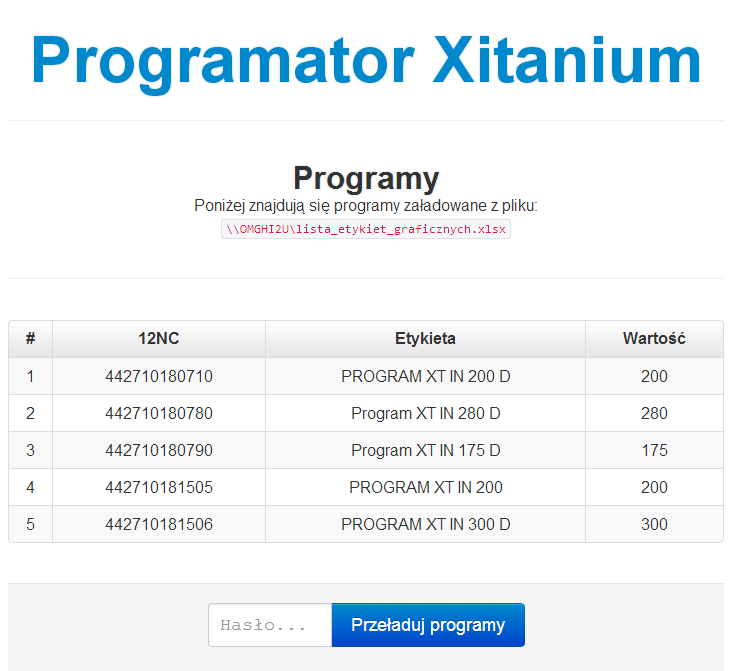 Programator Xitanium
Programy
Poniżej znajdują się programy załadowane z pliku:
\\OMGHI2U\lista_etykiet_graficznych.xlsx
# 12NC Etykieta Wartość
1 442710180710 PROGRAM XT IN 200 D 200
2 442710180780 Program XT IN 280 D 280
3 442710180790 Program XT IN 175 D 175
4 442710181505 PROGRAM XT IN 200 200
5 442710181506 PROGRAM XT IN 300 D 300
Hasło... Przeładuj programy